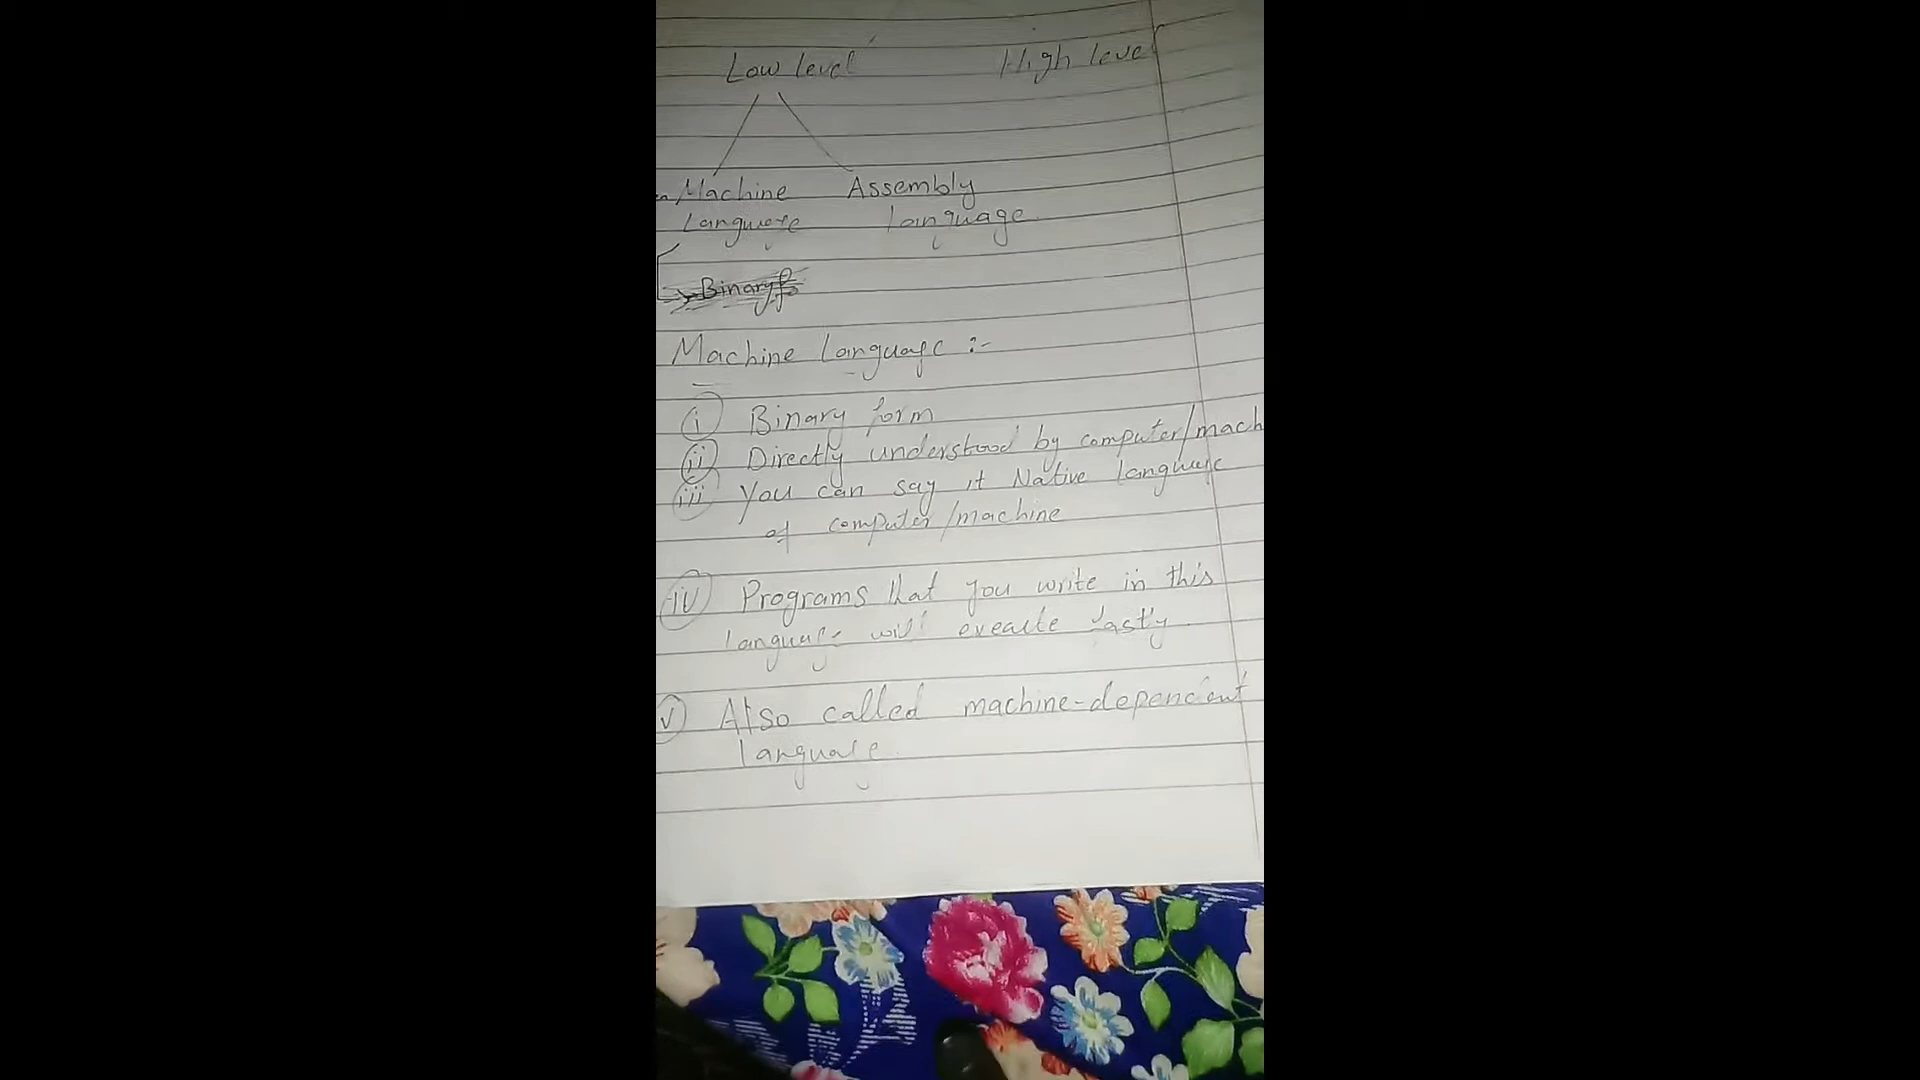 Low level High level
Machine Assembly
Language language
Binary
Machine language :-
(i) Binary form
(ii) Directly understood by computer/mach
(iii) You can say it Native language
of computer/machine
(iv) Programs that you write in this
language will execute fastly.
(v) Also called machine-dependent
language.